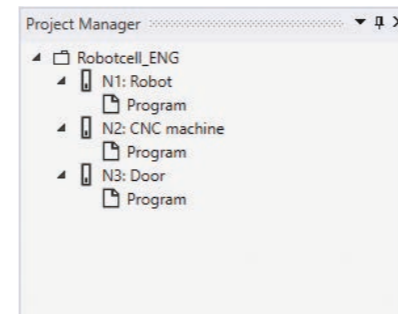 Project Manager
Robotcell_ENG
N1: Robot
Program
N2: CNC machine
Program
N3: Door
Program